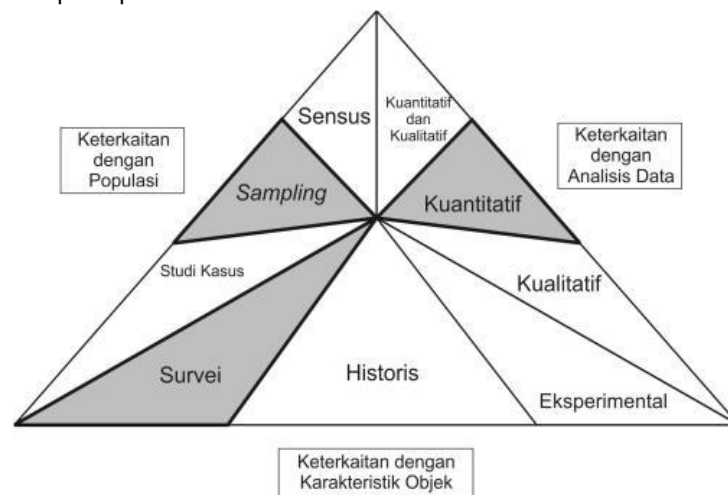 Sensus
Kuantitatif
dan
Kualitatif
Keterkaitan
dengan
Populasi
Keterkaitan
dengan
Analisis Data
Sampling
Kuantitatif
Studi Kasus
Kualitatif
Survei
Historis
Eksperimental
Keterkaitan dengan
Karakteristik Objek